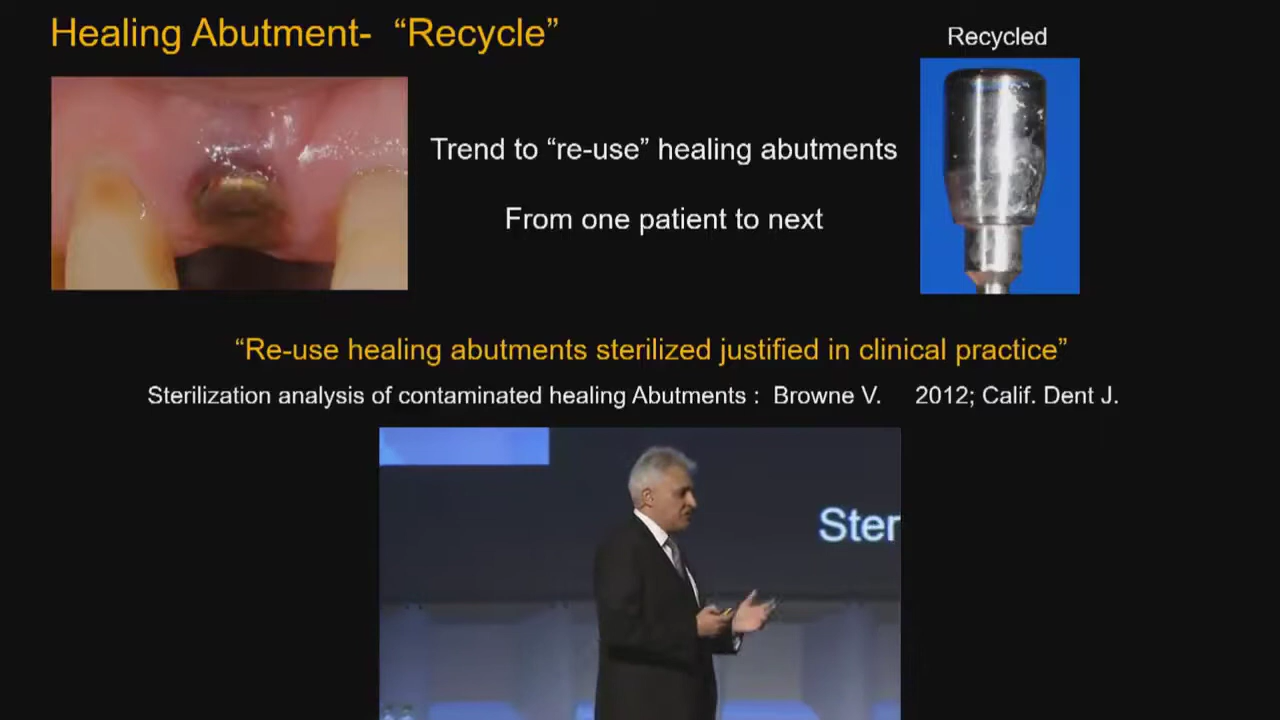 Healing Abutment-  “Recycle”
Recycled
Trend to “re-use” healing abutments
From one patient to next
“Re-use healing abutments sterilized justified in clinical practice”
Sterilization analysis of contaminated healing Abutments :  Browne V.    2012; Calif. Dent J.
Ster